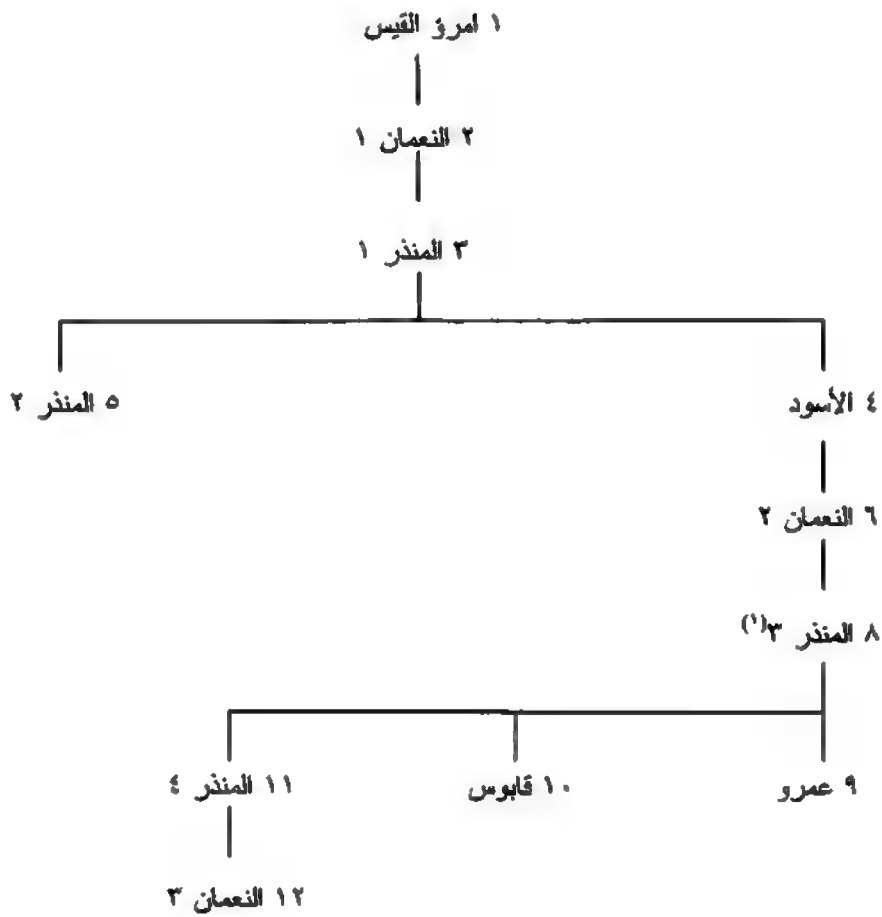 ١ امرؤ القيس
٢ النعمان ١
٣ المنذر ١
٤ الأسود ٥ المنذر ٢
٦ النعمان ٢
٨ المنذر ٣(١)
٩ عمرو ١٠ قابوس ١١ المنذر ٤
١٢ النعمان ٣